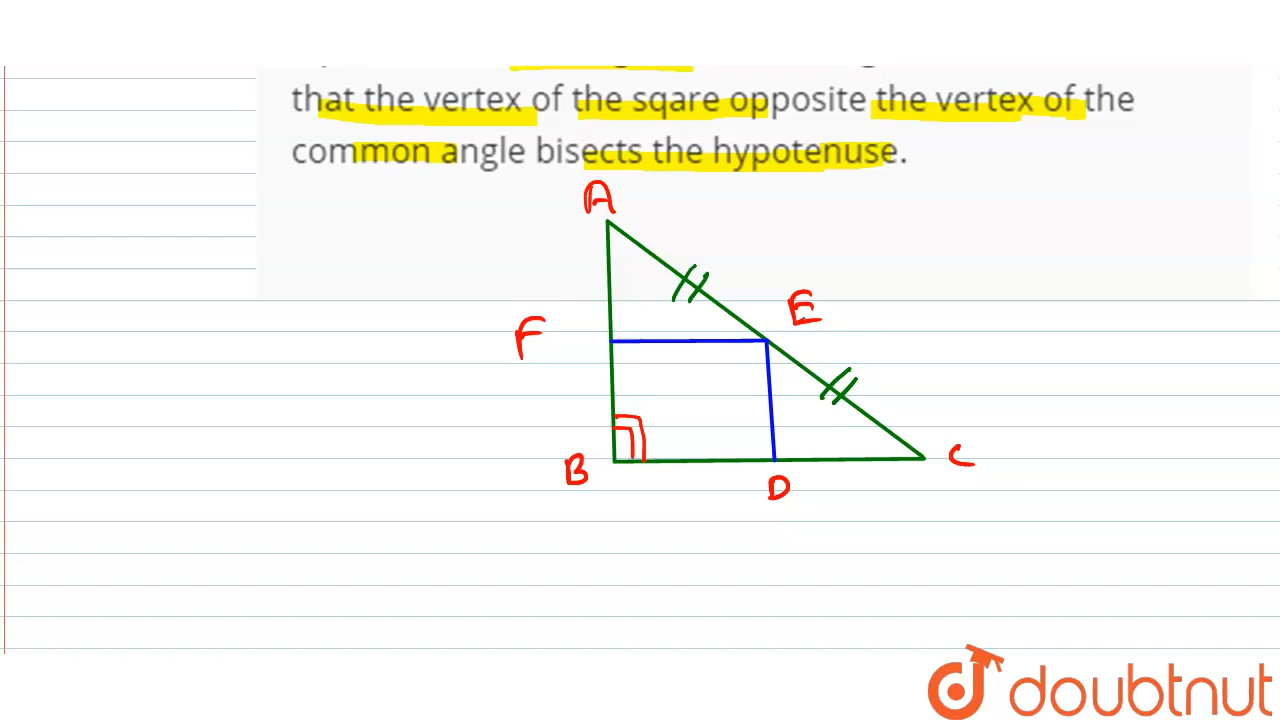 that the vertex of the sqare opposite the vertex of the
common angle bisects the hypotenuse.
A
E
F
B
D
C
doubtnut